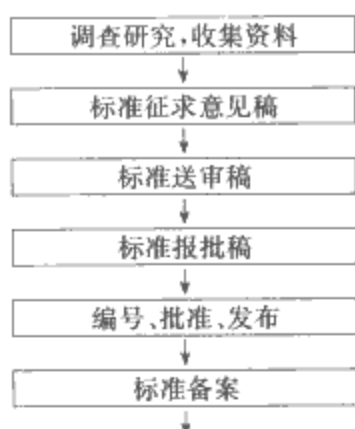 调查研究,收集资料
标准征求意见稿
标准送审稿
标准报批稿
编号、批准、发布
标准备案